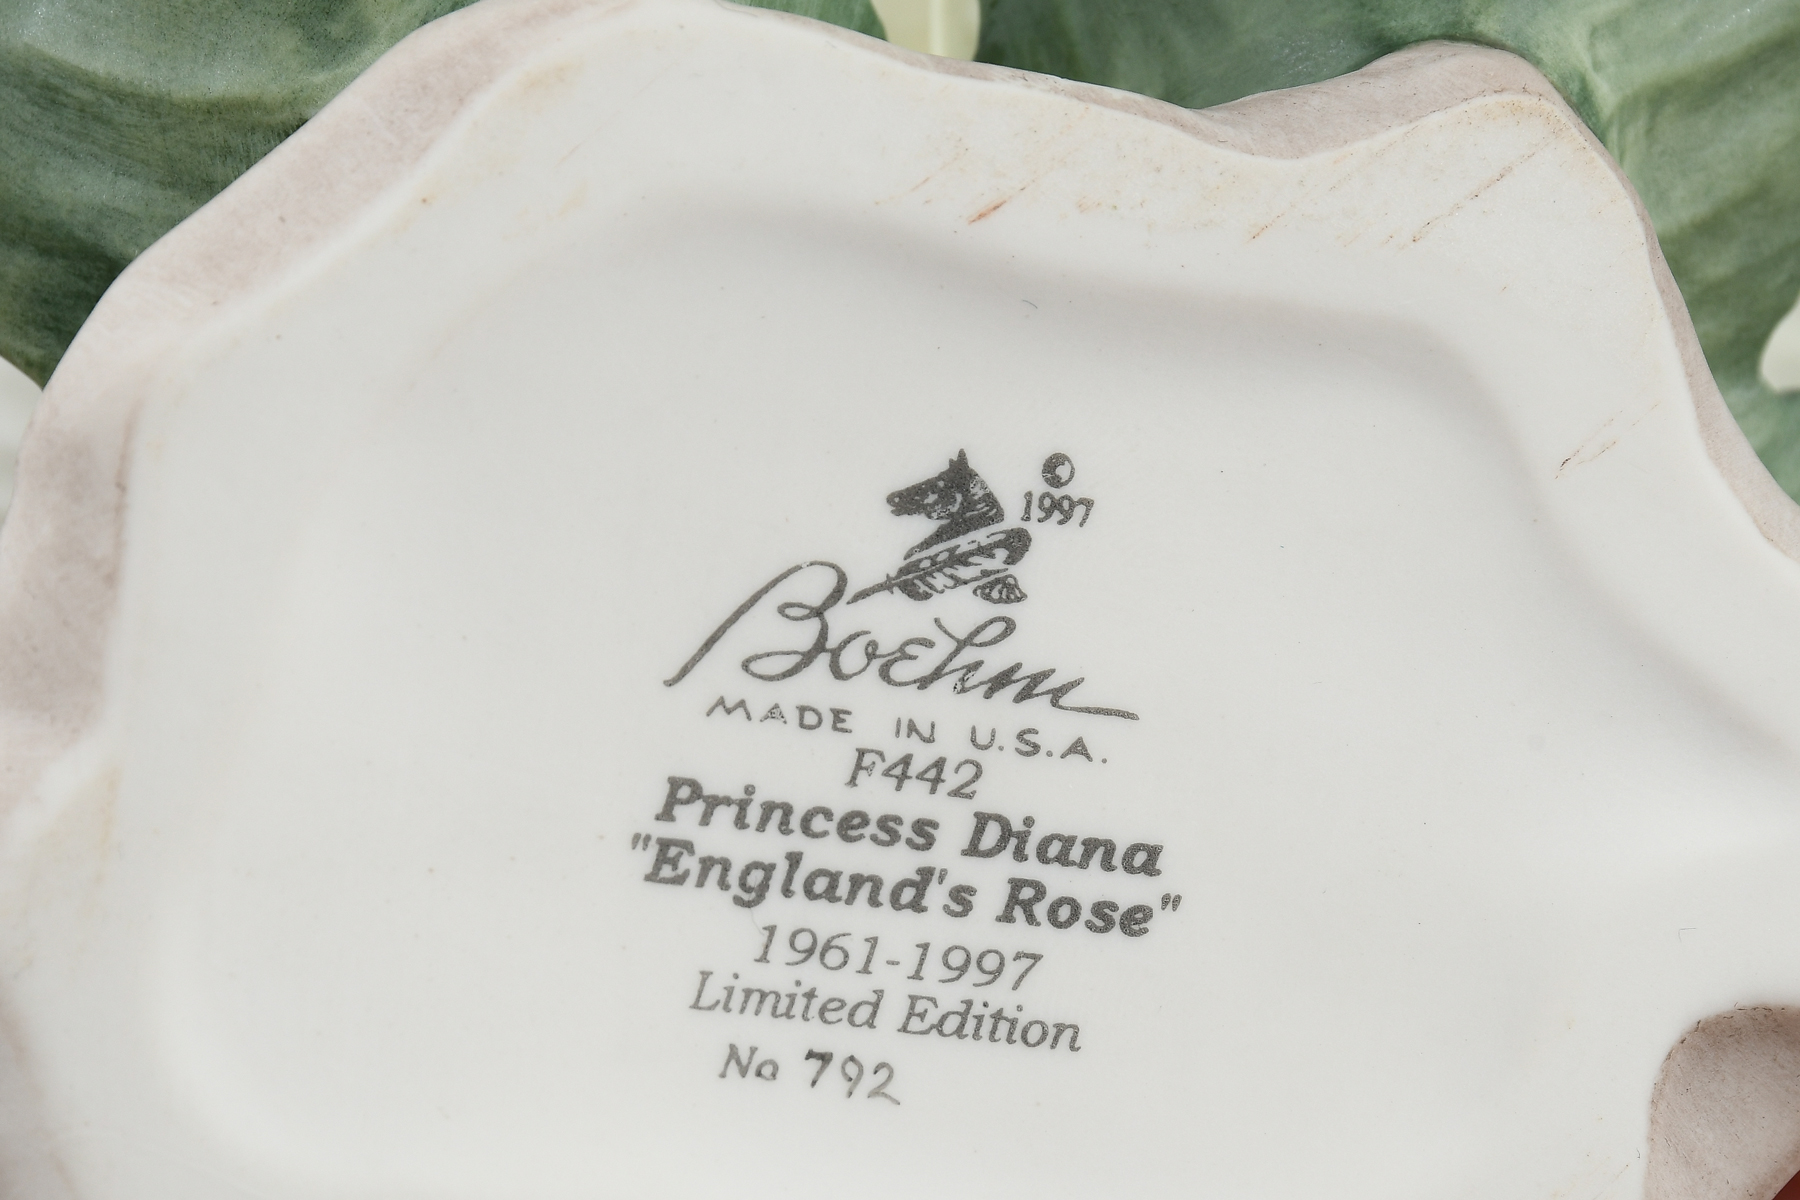 ©
1997
Boehm
MADE IN U.S.A.
F442
Princess Diana
"England's Rose"
1961-1997
Limited Edition
No 792